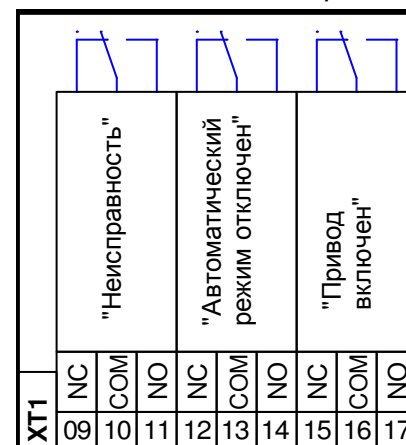 "Неисправность"
"Автоматический
режим отключен"
"Привод
включен"
NC COM NO NC COM NO NC COM NO
XT1
09 10 11 12 13 14 15 16 17